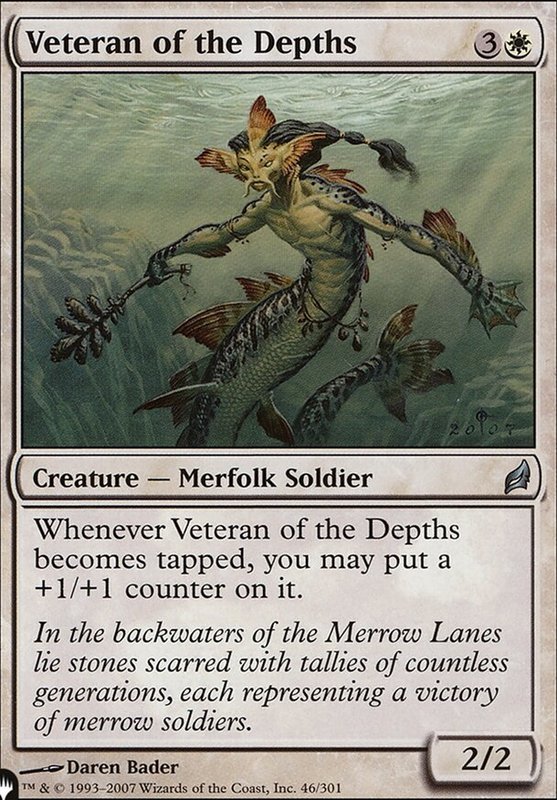 Veteran of the Depths 3
2007
Creature — Merfolk Soldier
Whenever Veteran of the Depths
becomes tapped, you may put a
+1/+1 counter on it.
In the backwaters of the Merrow Lanes
lie stones scarred with tallies of countless
generations, each representing a victory
of merrow soldiers.
2/2
Daren Bader
™ & © 1993–2007 Wizards of the Coast, Inc. 46/301